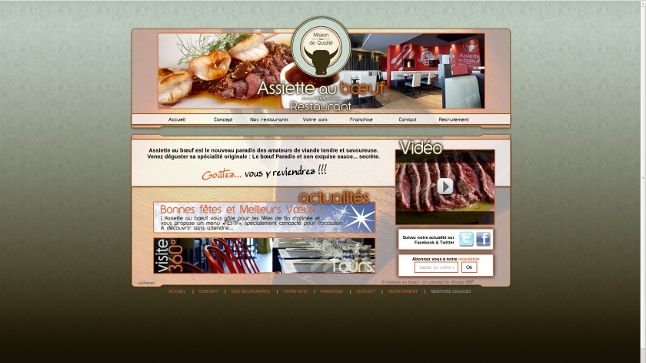 Maison
de Qualité
Assiette au bœuf
Restaurant
Accueil Concept Nos restaurants Votre avis Franchise Contact Recrutement
Assiette au bœuf est le nouveau paradis des amateurs de viande tendre et savoureuse.
Venez déguster sa spécialité originale : Le bœuf Paradis et son exquise sauce... secrète.
Goûtez... vous y reviendrez !!!
Vidéo
actualités
Bonnes fêtes et Meilleurs Vœux
L'Assiette au bœuf vous gâte pour les fêtes de fin d'année et
vous propose un menu spécialement concocté pour l'occasion.
A découvrir sans attendre...
visite
360°
Tours
Suivez notre actualité sur
Facebook & Twitter
Abonnez vous à notre newsletter
Tapez ici votre Ok
© Assiette au bœuf - Un concept du Groupe
ACCUEIL | CONCEPT | NOS RESTAURANTS | VOTRE AVIS | FRANCHISE | CONTACT | RECRUTEMENT | MENTIONS LEGALES